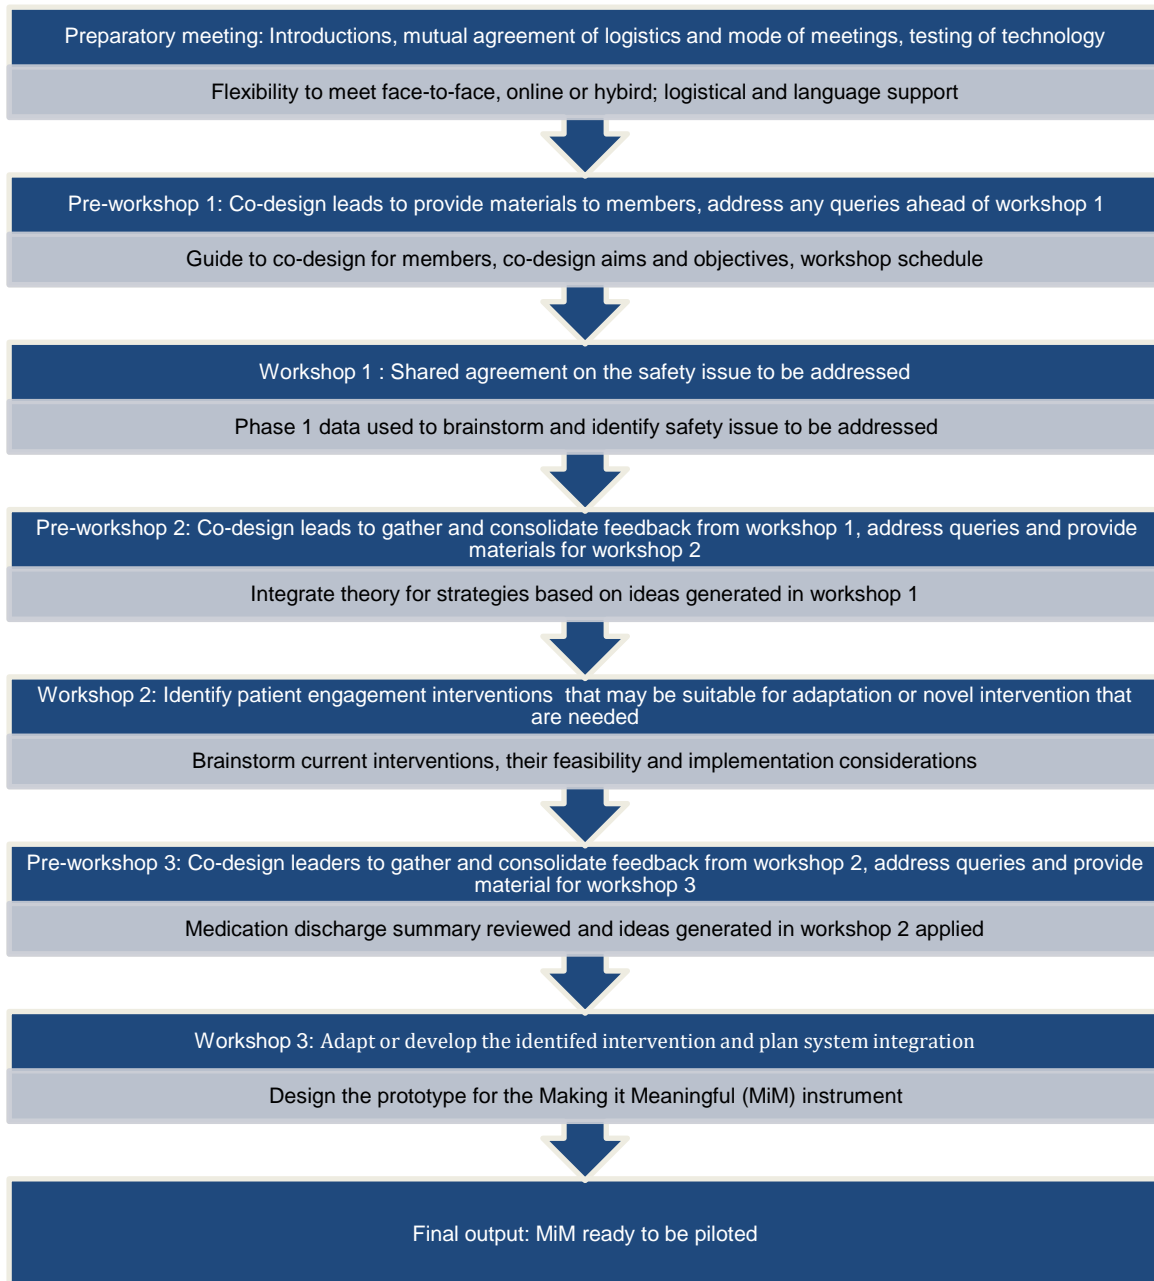 Preparatory meeting: Introductions, mutual agreement of logistics and mode of meetings, testing of technology
Flexibility to meet face-to-face, online or hybird; logistical and language support
Pre-workshop 1: Co-design leads to provide materials to members, address any queries ahead of workshop 1
Guide to co-design for members, co-design aims and objectives, workshop schedule
Workshop 1 : Shared agreement on the safety issue to be addressed
Phase 1 data used to brainstorm and identify safety issue to be addressed
Pre-workshop 2: Co-design leads to gather and consolidate feedback from workshop 1, address queries and provide
materials for workshop 2
Integrate theory for strategies based on ideas generated in workshop 1
Workshop 2: Identify patient engagement interventions  that may be suitable for adaptation or novel intervention that
are needed
Brainstorm current interventions, their feasibility and implementation considerations
Pre-workshop 3: Co-design leaders to gather and consolidate feedback from workshop 2, address queries and provide
material for workshop 3
Medication discharge summary reviewed and ideas generated in workshop 2 applied
Workshop 3: Adapt or develop the identifed intervention and plan system integration
Design the prototype for the Making it Meaningful (MiM) instrument
Final output: MiM ready to be piloted